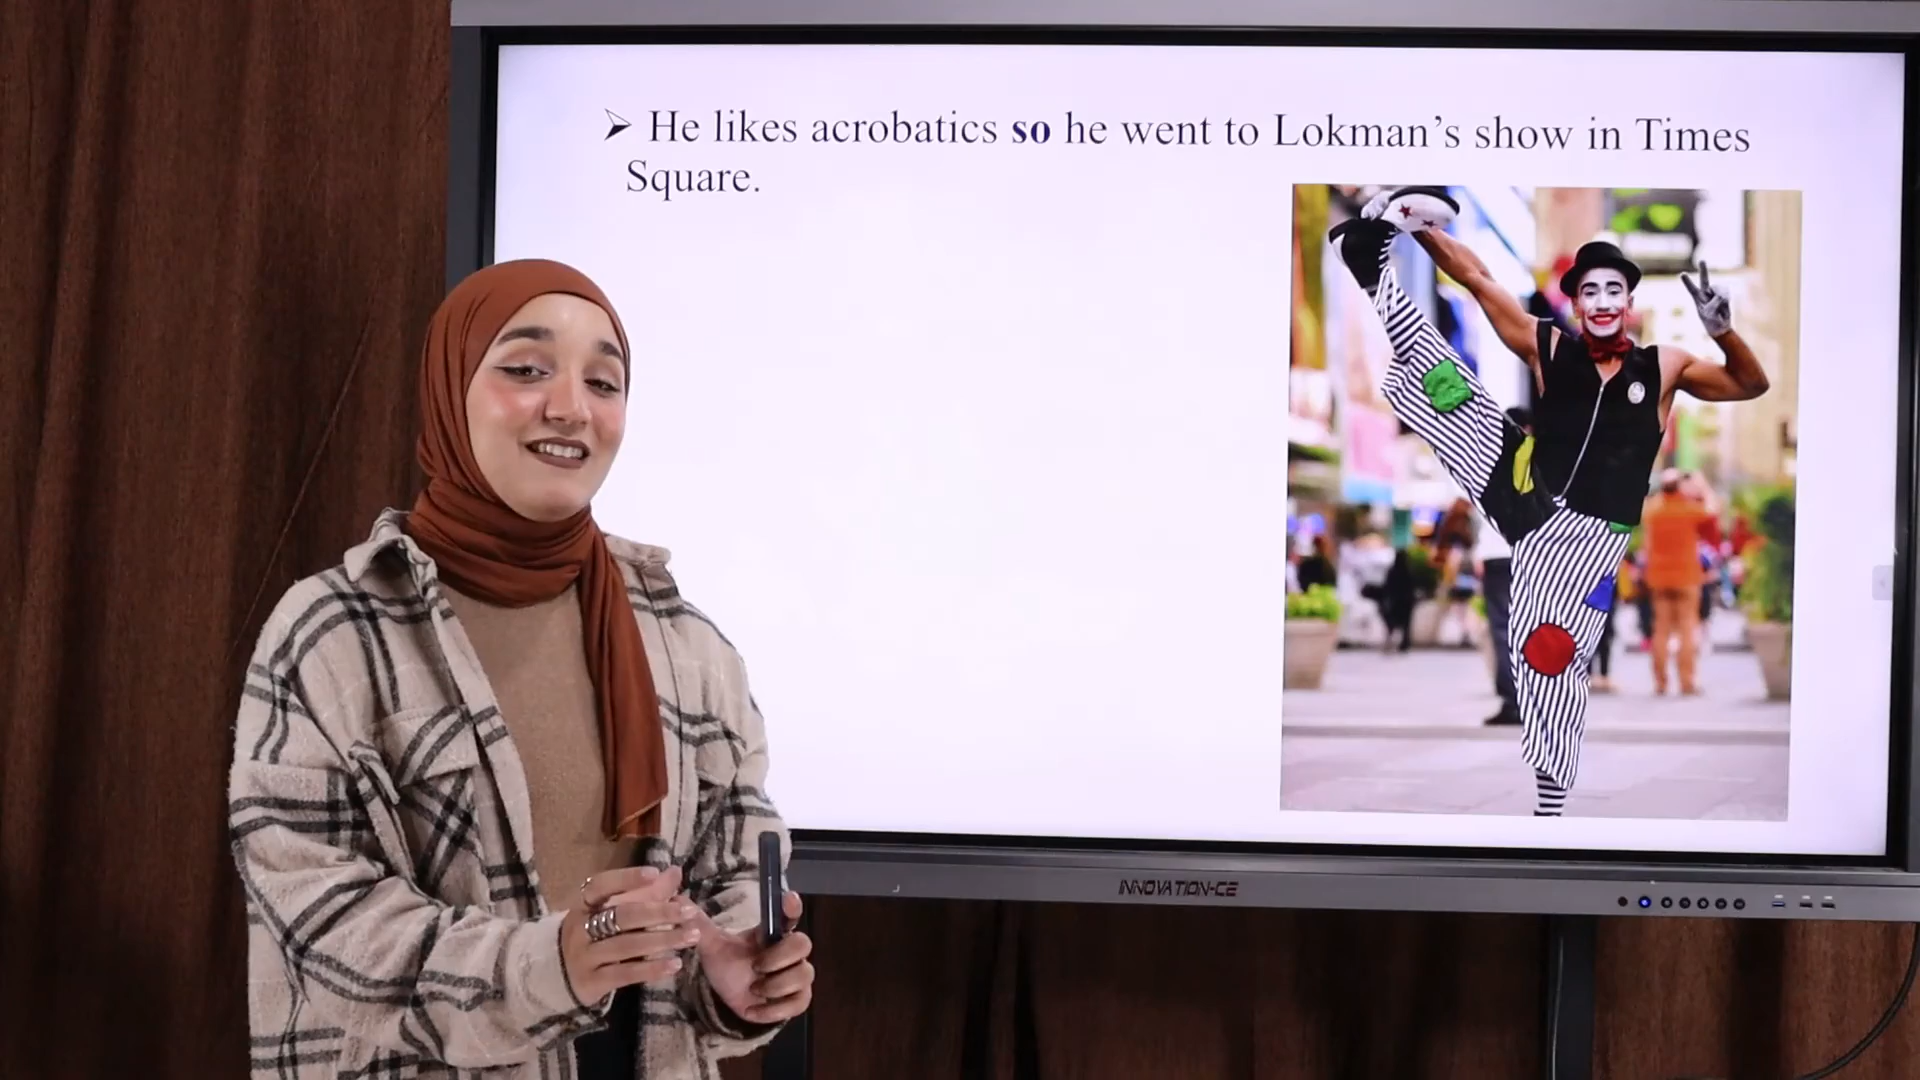 ➢ He likes acrobatics so he went to Lokman’s show in Times
Square.
INNOVATION-CE